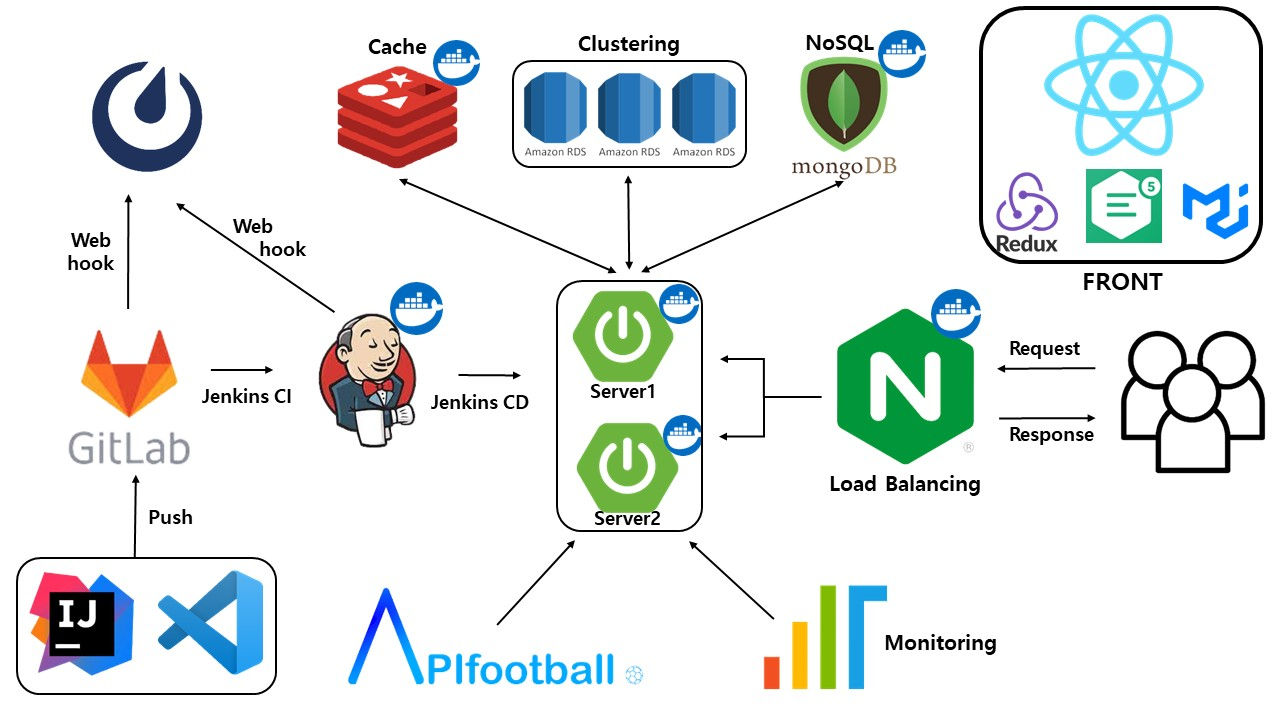 Cache
Clustering
NoSQL
Amazon RDS
Amazon RDS
Amazon RDS
mongoDB
5
Redux
FRONT
Web
hook
Web
hook
Server1
N
®
Request
Response
Jenkins CI
Jenkins CD
GitLab
Load Balancing
Server2
Push
IJ
PIfootball
Monitoring